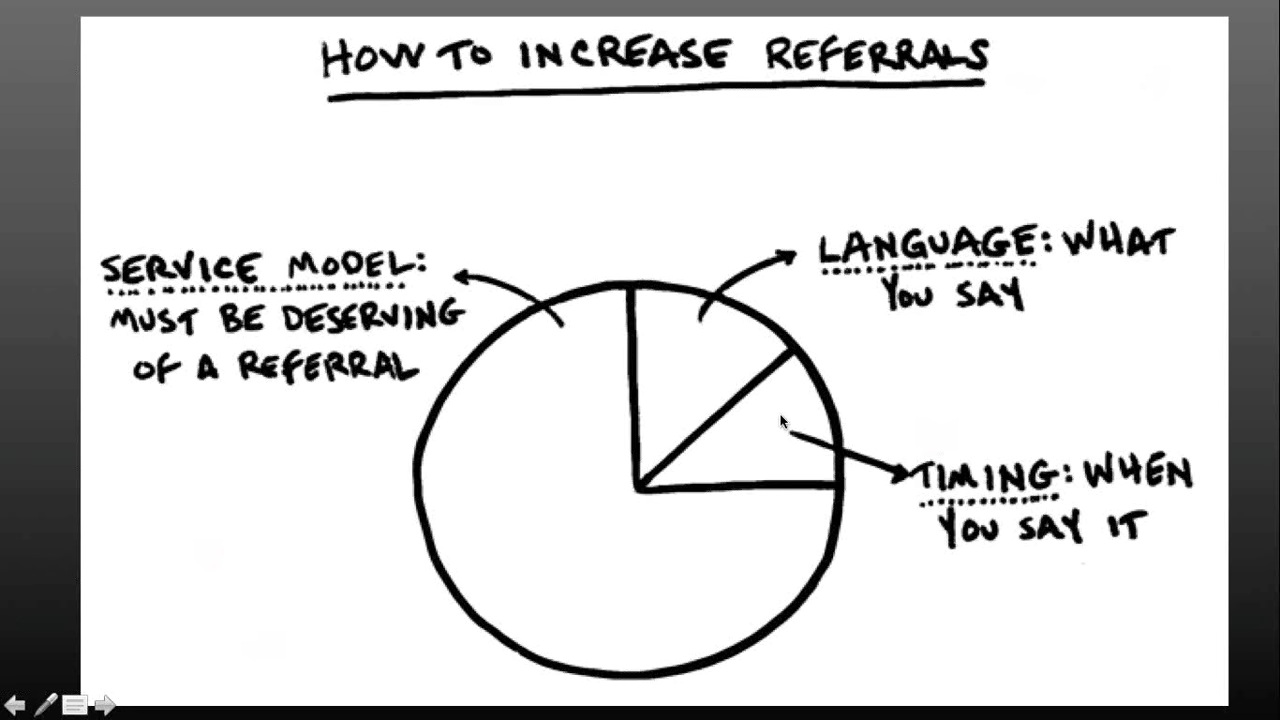 HOW TO INCREASE REFERRALS
SERVICE MODEL:
MUST BE DESERVING
OF A REFERRAL
LANGUAGE: WHAT
YOU SAY
TIMING: WHEN
YOU SAY IT